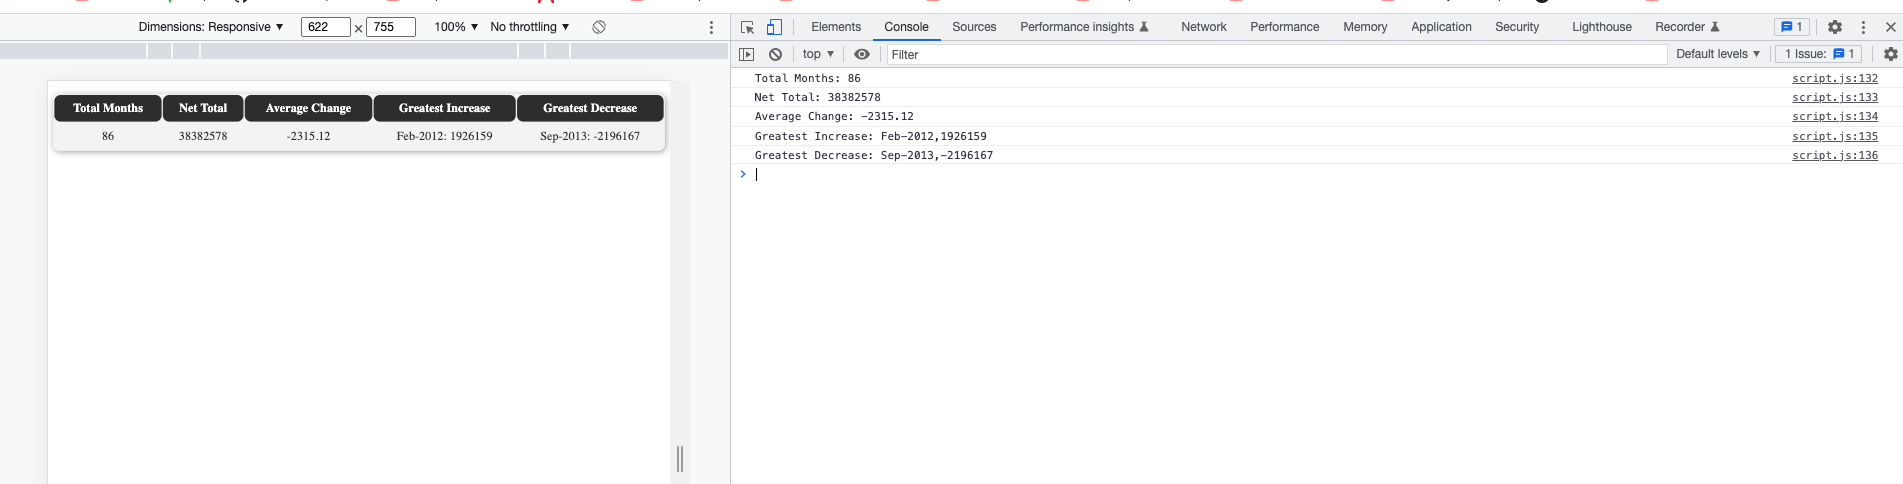 Dimensions: Responsive ▼ 622 × 755 100% ▼ No throttling ▼
Total Months Net Total Average Change Greatest Increase Greatest Decrease
86 38382578 -2315.12 Feb-2012: 1926159 Sep-2013: -2196167
Elements Console Sources Performance insights Network Performance Memory Application Security Lighthouse Recorder 1
top ▼ Filter Default levels ▼ 1 Issue: 1
Total Months: 86 script.js:132
Net Total: 38382578 script.js:133
Average Change: -2315.12 script.js:134
Greatest Increase: Feb-2012,1926159 script.js:135
Greatest Decrease: Sep-2013,-2196167 script.js:136